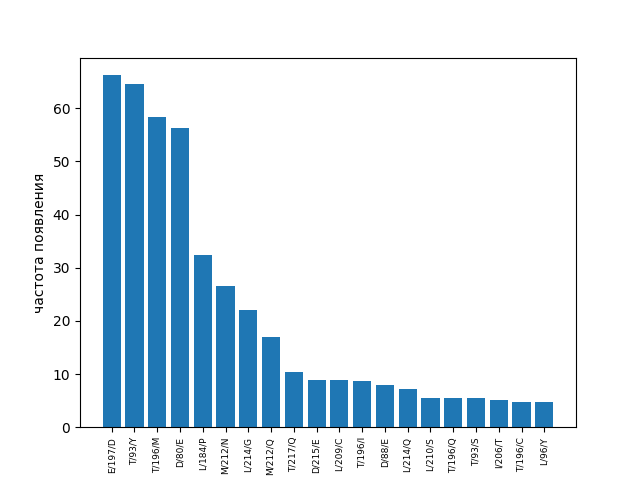 частота появления
60
50
40
30
20
10
0
E/197/D
T/93/Y
T/196/M
D/80/E
L/184/P
M/212/N
L/214/G
M/212/Q
T/217/Q
D/215/E
L/209/C
T/196/I
D/88/E
L/214/Q
L/210/S
T/196/Q
T/93/S
I/206/T
T/196/C
L/96/Y